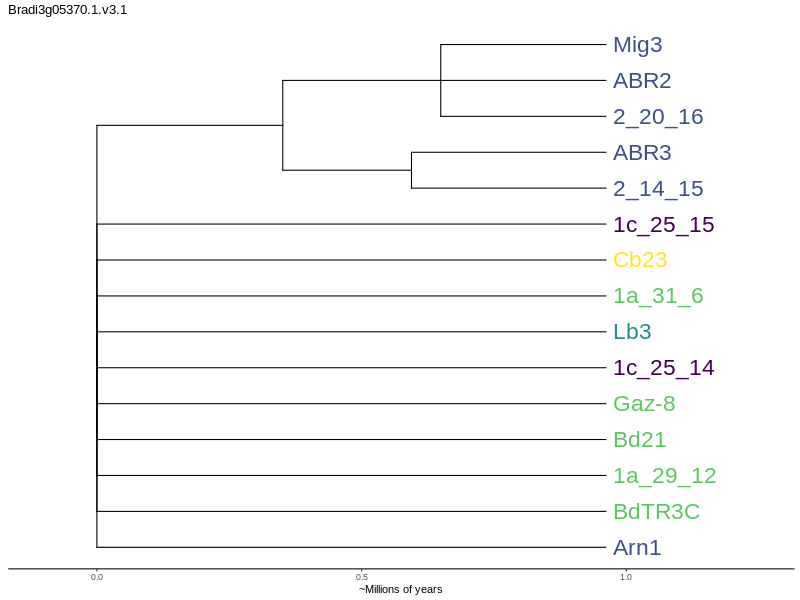 Bradi3g05370.1.v3.1
Mig3
ABR2
2_20_16
ABR3
2_14_15
1c_25_15
Cb23
1a_31_6
Lb3
1c_25_14
Gaz-8
Bd21
1a_29_12
BdTR3C
Arn1
0.0 0.5 1.0
~Millions of years